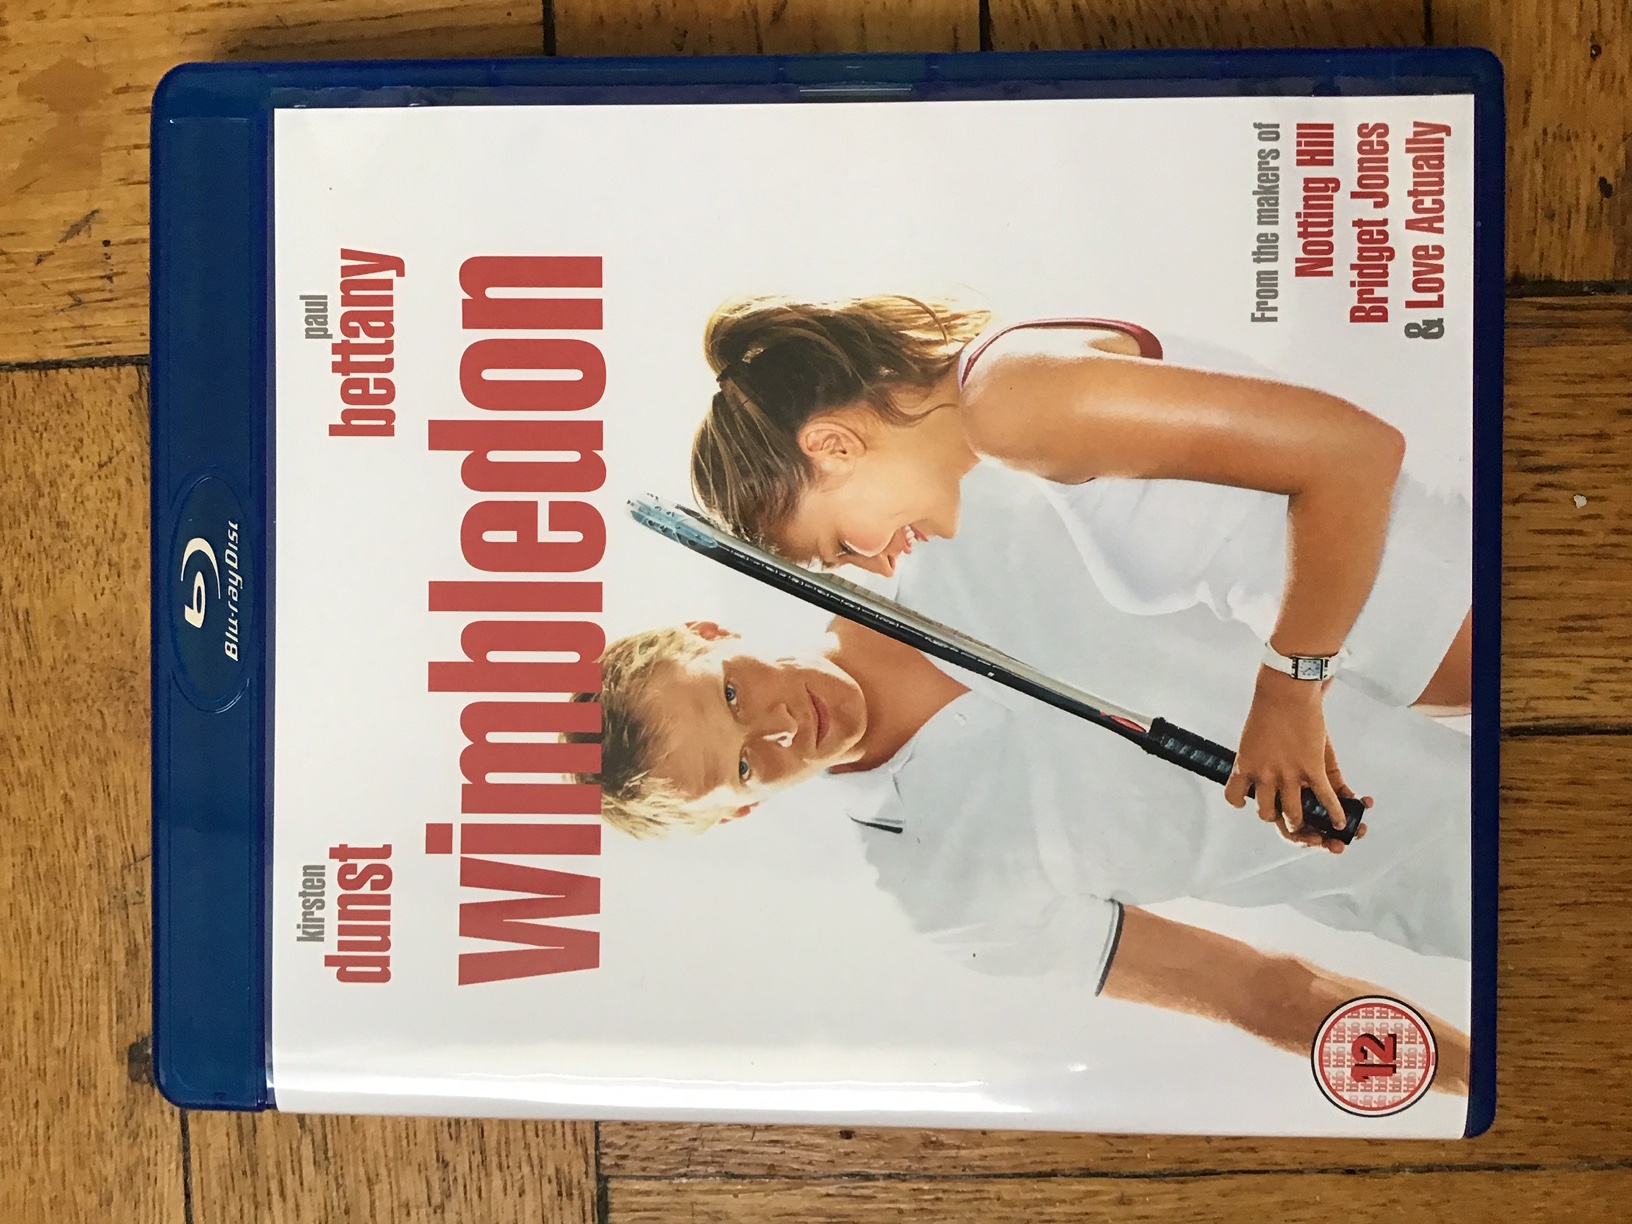 Blu-ray Disc
kirsten
dunst
paul
bettany
wimbledon
From the makers of
Notting Hill
Bridget Jones
& Love Actually
12